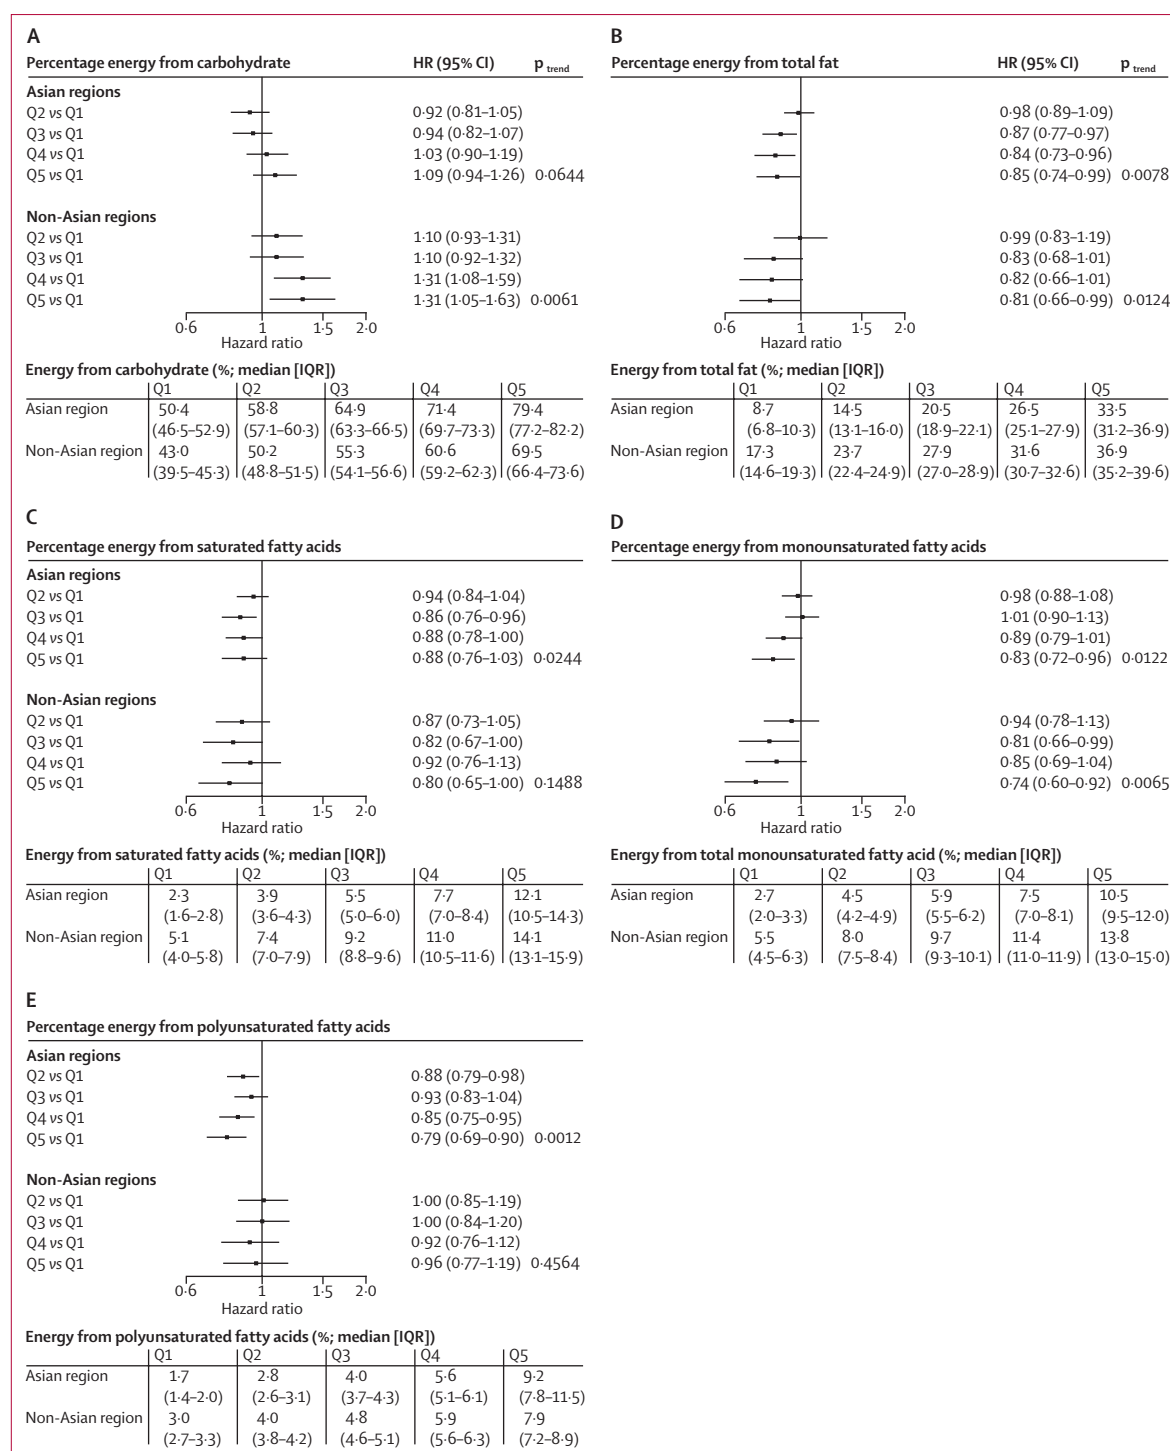 A
Percentage energy from carbohydrate HR (95% CI) p trend
Asian regions
Q2 vs Q1 0·92 (0·81–1·05)
Q3 vs Q1 0·94 (0·82–1·07)
Q4 vs Q1 1·03 (0·90–1·19)
Q5 vs Q1 1·09 (0·94–1·26) 0·0644
Non-Asian regions
Q2 vs Q1 1·10 (0·93–1·31)
Q3 vs Q1 1·10 (0·92–1·32)
Q4 vs Q1 1·31 (1·08–1·59)
Q5 vs Q1 1·31 (1·05–1·63) 0·0061
0·6 1 1·5 2·0
Hazard ratio
Energy from carbohydrate (%; median [IQR])
Q1 Q2 Q3 Q4 Q5
Asian region 50·4 58·8 64·9 71·4 79·4
(46·5–52·9) (57·1–60·3) (63·3–66·5) (69·7–73·3) (77·2–82·2)
Non-Asian region 43·0 50·2 55·3 60·6 69·5
(39·5–45·3) (48·8–51·5) (54·1–56·6) (59·2–62·3) (66·4–73·6)
B
Percentage energy from total fat HR (95% CI) p trend
0·98 (0·89–1·09)
0·87 (0·77–0·97)
0·84 (0·73–0·96)
0·85 (0·74–0·99) 0·0078
0·99 (0·83–1·19)
0·83 (0·68–1·01)
0·82 (0·66–1·01)
0·81 (0·66–0·99) 0·0124
0·6 1 1·5 2·0
Hazard ratio
Energy from total fat (%; median [IQR])
Q1 Q2 Q3 Q4 Q5
Asian region 8·7 14·5 20·5 26·5 33·5
(6·8–10·3) (13·1–16·0) (18·9–22·1) (25·1–27·9) (31·2–36·9)
Non-Asian region 17·3 23·7 27·9 31·6 36·9
(14·6–19·3) (22·4–24·9) (27·0–28·9) (30·7–32·6) (35·2–39·6)
C
Percentage energy from saturated fatty acids
Asian regions
Q2 vs Q1 0·94 (0·84–1·04)
Q3 vs Q1 0·86 (0·76–0·96)
Q4 vs Q1 0·88 (0·78–1·00)
Q5 vs Q1 0·88 (0·76–1·03) 0·0244
Non-Asian regions
Q2 vs Q1 0·87 (0·73–1·05)
Q3 vs Q1 0·82 (0·67–1·00)
Q4 vs Q1 0·92 (0·76–1·13)
Q5 vs Q1 0·80 (0·65–1·00) 0·1488
0·6 1 1·5 2·0
Hazard ratio
Energy from saturated fatty acids (%; median [IQR])
Q1 Q2 Q3 Q4 Q5
Asian region 2·3 3·9 5·5 7·7 12·1
(1·6–2·8) (3·6–4·3) (5·0–6·0) (7·0–8·4) (10·5–14·3)
Non-Asian region 5·1 7·4 9·2 11·0 14·1
(4·0–5·8) (7·0–7·9) (8·8–9·6) (10·5–11·6) (13·1–15·9)
D
Percentage energy from monounsaturated fatty acids
0·98 (0·88–1·08)
1·01 (0·90–1·13)
0·89 (0·79–1·01)
0·83 (0·72–0·96) 0·0122
0·94 (0·78–1·13)
0·81 (0·66–0·99)
0·85 (0·69–1·04)
0·74 (0·60–0·92) 0·0065
0·6 1 1·5 2·0
Hazard ratio
Energy from total monounsaturated fatty acid (%; median [IQR])
Q1 Q2 Q3 Q4 Q5
Asian region 2·7 4·5 5·9 7·5 10·5
(2·0–3·3) (4·2–4·9) (5·5–6·2) (7·0–8·1) (9·5–12·0)
Non-Asian region 5·5 8·0 9·7 11·4 13·8
(4·5–6·3) (7·5–8·4) (9·3–10·1) (11·0–11·9) (13·0–15·0)
E
Percentage energy from polyunsaturated fatty acids
Asian regions
Q2 vs Q1 0·88 (0·79–0·98)
Q3 vs Q1 0·93 (0·83–1·04)
Q4 vs Q1 0·85 (0·75–0·95)
Q5 vs Q1 0·79 (0·69–0·90) 0·0012
Non-Asian regions
Q2 vs Q1 1·00 (0·85–1·19)
Q3 vs Q1 1·00 (0·84–1·20)
Q4 vs Q1 0·92 (0·76–1·12)
Q5 vs Q1 0·96 (0·77–1·19) 0·4564
0·6 1 1·5 2·0
Hazard ratio
Energy from polyunsaturated fatty acids (%; median [IQR])
Q1 Q2 Q3 Q4 Q5
Asian region 1·7 2·8 4·0 5·6 9·2
(1·4–2·0) (2·6–3·1) (3·7–4·3) (5·1–6·1) (7·8–11·5)
Non-Asian region 3·0 4·0 4·8 5·9 7·9
(2·7–3·3) (3·8–4·2) (4·6–5·1) (5·6–6·3) (7·2–8·9)